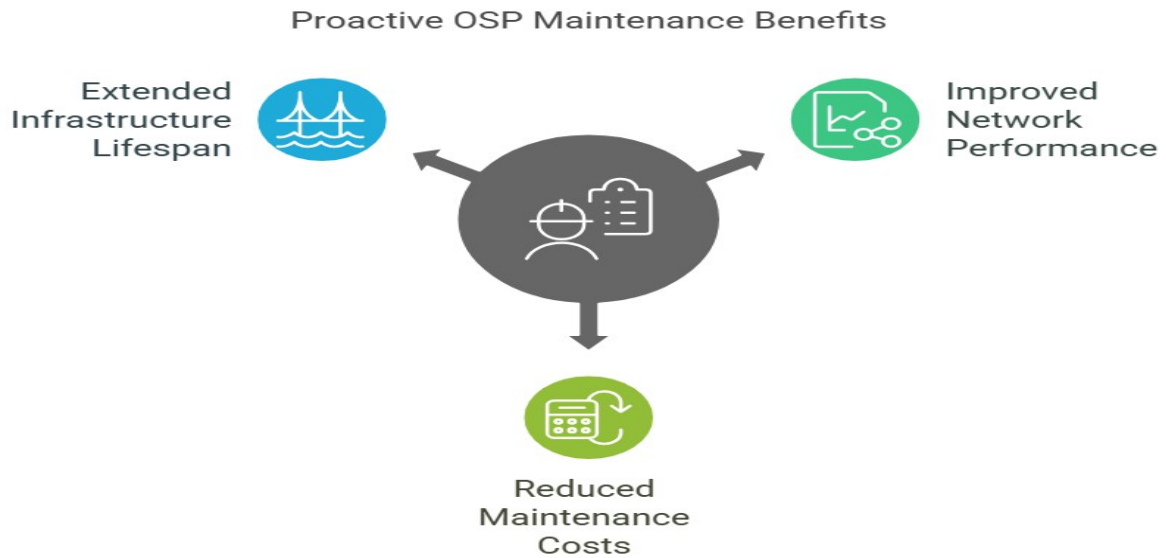 Proactive OSP Maintenance Benefits
Extended
Infrastructure
Lifespan
Improved
Network
Performance
Reduced
Maintenance
Costs